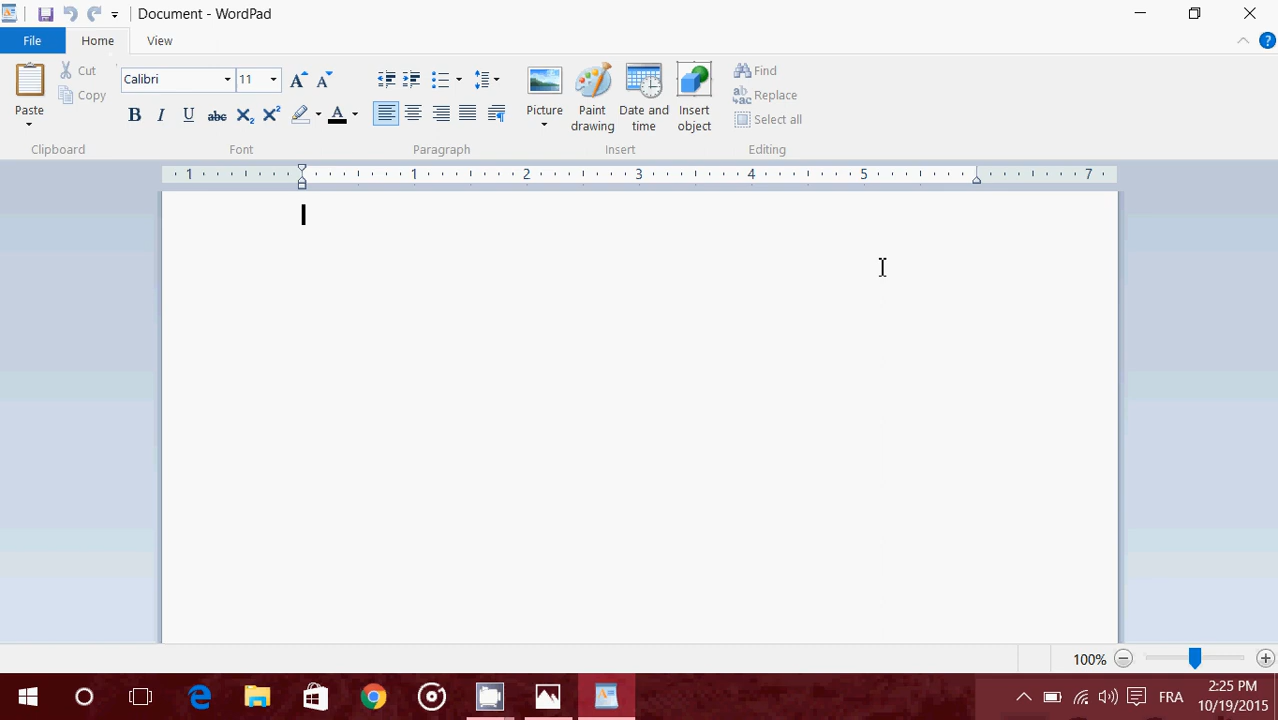 Document - WordPad
File Home View
Paste
Cut
Copy
Clipboard
Calibri 11
B I U abc X₂ X² A
Font
Paragraph
Picture
Paint drawing
Date and time
Insert object
Insert
Find
Replace
Select all
Editing
1 1 2 3 4 5 7
100%
FRA
2:25 PM
10/19/2015